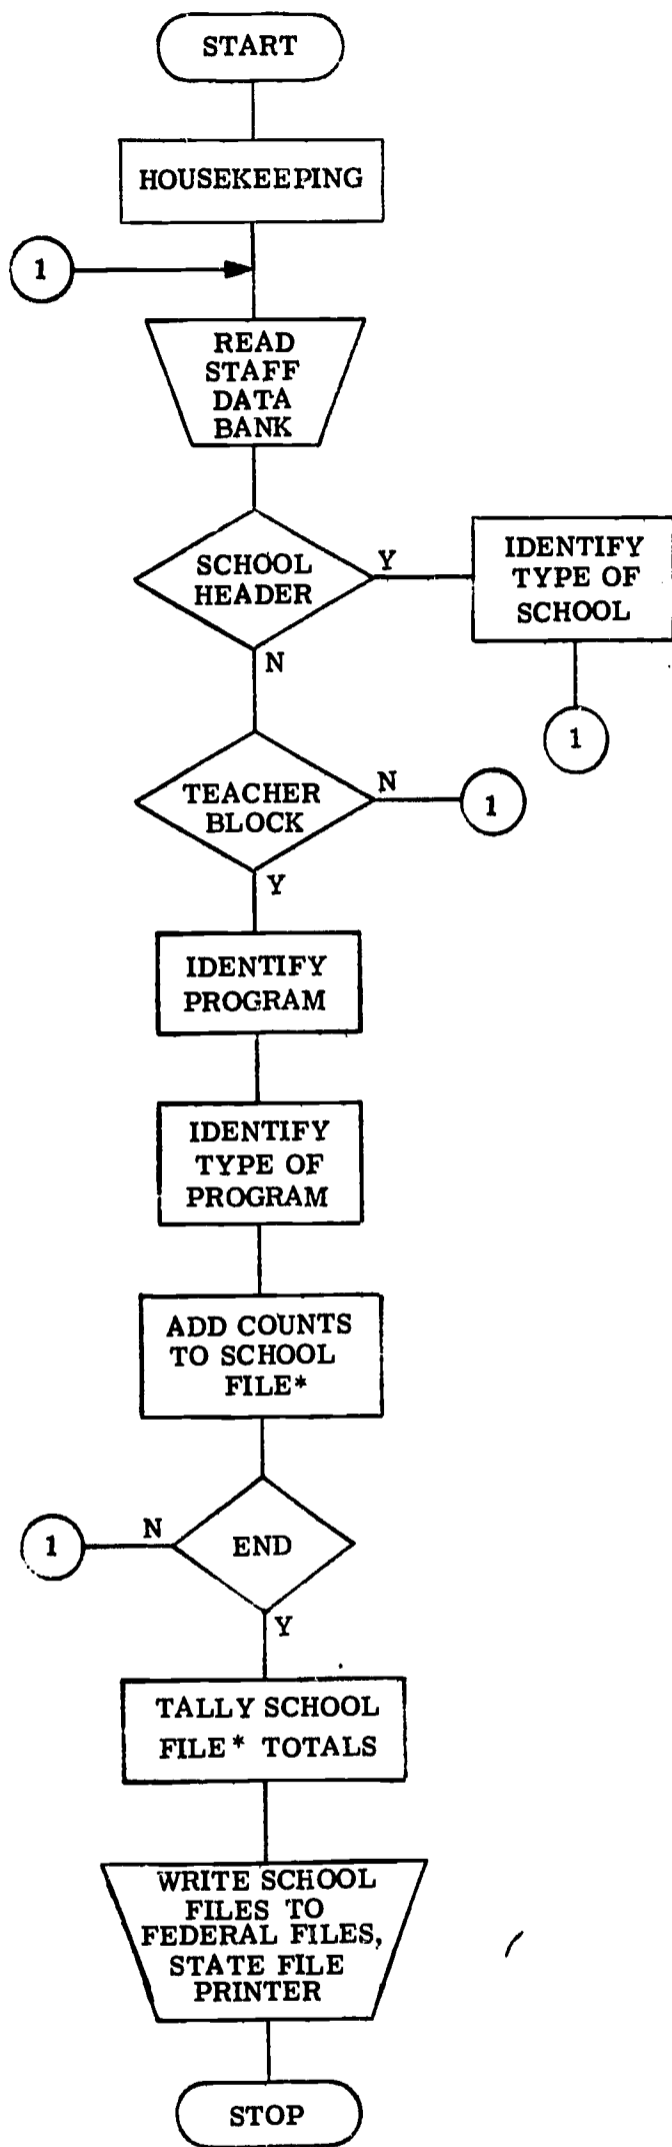 START
HOUSEKEEPING
1
READ
STAFF
DATA
BANK
SCHOOL
HEADER
Y
IDENTIFY
TYPE OF
SCHOOL
N
1
TEACHER
BLOCK
N
1
Y
IDENTIFY
PROGRAM
IDENTIFY
TYPE OF
PROGRAM
ADD COUNTS
TO SCHOOL
FILE*
1
N
END
Y
TALLY SCHOOL
FILE* TOTALS
WRITE SCHOOL
FILES TO
FEDERAL FILES,
STATE FILE
PRINTER
STOP